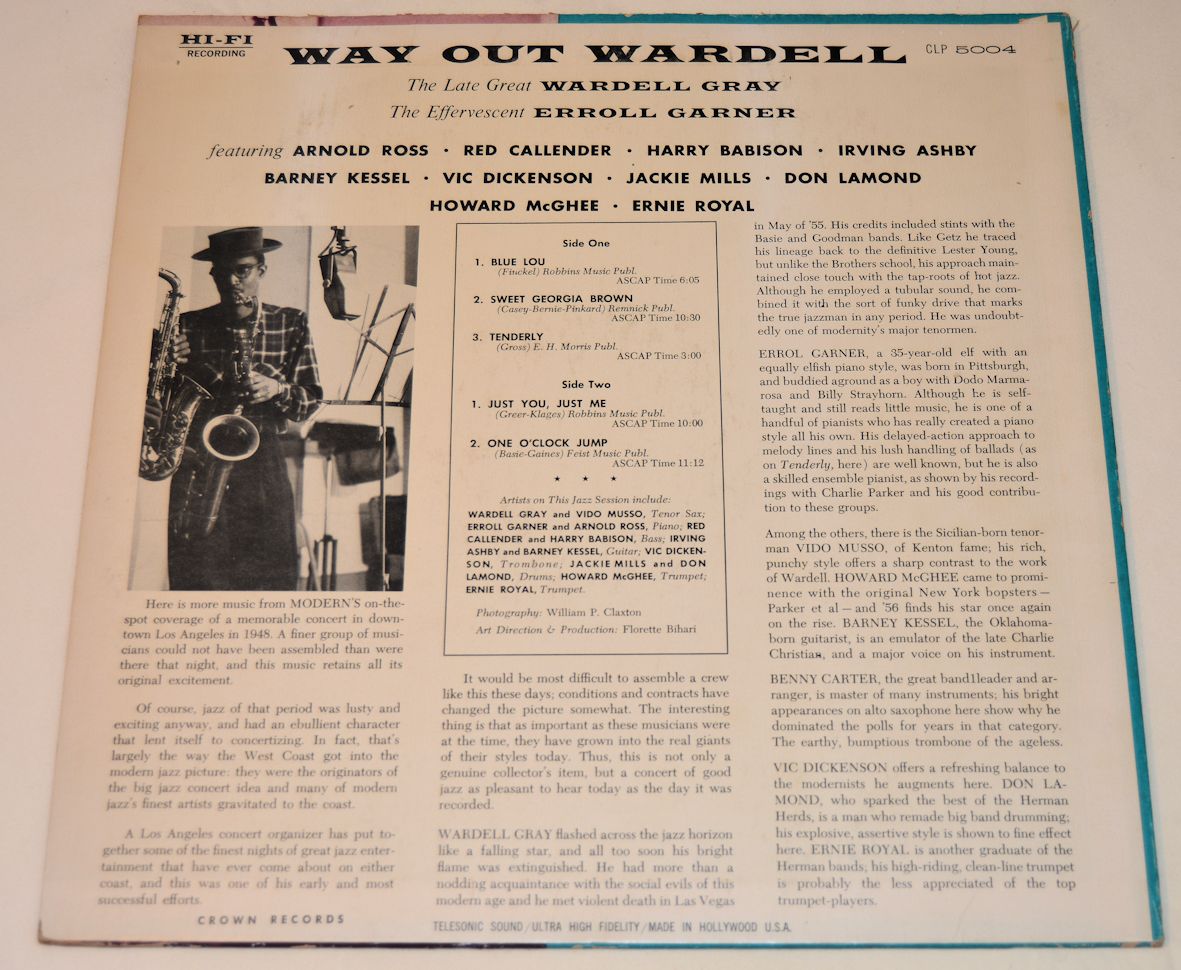 HI-FI
RECORDING
WAY OUT WARDELL
CLP 5004
The Late Great WARDELL GRAY
The Effervescent ERROLL GARNER
featuring ARNOLD ROSS · RED CALLENDER · HARRY BABISON · IRVING ASHBY
BARNEY KESSEL · VIC DICKENSON · JACKIE MILLS · DON LAMOND
HOWARD McGHEE · ERNIE ROYAL
Here is more music from MODERN'S on-the-
spot coverage of a memorable concert in down-
town Los Angeles in 1948. A finer group of musi-
cians could not have been assembled than were
there that night, and this music retains all its
original excitement.
Of course, jazz of that period was lusty and
exciting anyway, and had an ebullient character
that lent itself to concertizing. In fact, that's
largely the way the West Coast got into the
modern jazz picture: they were the originators of
the big jazz concert idea and many of modern
jazz's finest artists gravitated to the coast.
A Los Angeles concert organizer has put to-
gether some of the finest nights of great jazz enter-
tainment that have ever come about on either
coast, and this was one of his early and most
successful efforts.
CROWN RECORDS
Side One
1. BLUE LOU
(Fiuckel) Robbins Music Publ.
ASCAP Time 6:05
2. SWEET GEORGIA BROWN
(Casey-Bernie-Pinkard) Remnick Publ.
ASCAP Time 10:30
3. TENDERLY
(Gross) E. H. Morris Publ.
ASCAP Time 3:00
Side Two
1. JUST YOU, JUST ME
(Greer-Klages) Robbins Music Publ.
ASCAP Time 10:00
2. ONE O'CLOCK JUMP
(Basie-Gaines) Feist Music Publ.
ASCAP Time 11:12
★ ★ ★
Artists on This Jazz Session include:
WARDELL GRAY and VIDO MUSSO, Tenor Sax;
ERROLL GARNER and ARNOLD ROSS, Piano; RED
CALLENDER and HARRY BABISON, Bass; IRVING
ASHBY and BARNEY KESSEL, Guitar; VIC DICKEN-
SON, Trombone; JACKIE MILLS and DON
LAMOND, Drums; HOWARD McGHEE, Trumpet;
ERNIE ROYAL, Trumpet.
Photography: William P. Claxton
Art Direction & Production: Florette Bihari
It would be most difficult to assemble a crew
like this these days; conditions and contracts have
changed the picture somewhat. The interesting
thing is that as important as these musicians were
at the time, they have grown into the real giants
of their styles today. Thus, this is not only a
genuine collector's item, but a concert of good
jazz as pleasant to hear today as the day it was
recorded.
WARDELL GRAY flashed across the jazz horizon
like a falling star, and all too soon his bright
flame was extinguished. He had more than a
nodding acquaintance with the social evils of this
modern age and he met violent death in Las Vegas
in May of '55. His credits included stints with the
Basie and Goodman bands. Like Getz he traced
his lineage back to the definitive Lester Young,
but unlike the Brothers school, his approach main-
tained close touch with the tap-roots of hot jazz.
Although he employed a tubular sound, he com-
bined it with the sort of funky drive that marks
the true jazzman in any period. He was undoubt-
edly one of modernity's major tenormen.
ERROL GARNER, a 35-year-old elf with an
equally elfish piano style, was born in Pittsburgh,
and buddied aground as a boy with Dodo Marma-
rosa and Billy Strayhorn. Although he is self-
taught and still reads little music, he is one of a
handful of pianists who has really created a piano
style all his own. His delayed-action approach to
melody lines and his lush handling of ballads (as
on Tenderly, here) are well known, but he is also
a skilled ensemble pianist, as shown by his record-
ings with Charlie Parker and his good contribu-
tion to these groups.
Among the others, there is the Sicilian-born tenor-
man VIDO MUSSO, of Kenton fame; his rich,
punchy style offers a sharp contrast to the work
of Wardell. HOWARD McGHEE came to promi-
nence with the original New York bopsters —
Parker et al — and '56 finds his star once again
on the rise. BARNEY KESSEL, the Oklahoma-
born guitarist, is an emulator of the late Charlie
Christian, and a major voice on his instrument.
BENNY CARTER, the great band1leader and ar-
ranger, is master of many instruments; his bright
appearances on alto saxophone here show why he
dominated the polls for years in that category.
The earthy, bumptious trombone of the ageless.
VIC DICKENSON offers a refreshing balance to
the modernists he augments here. DON LA-
MOND, who sparked the best of the Herman
Herds, is a man who remade big band drumming;
his explosive, assertive style is shown to fine effect
here. ERNIE ROYAL is another graduate of the
Herman bands; his high-riding, clean-line trumpet
is probably the less appreciated of the top
trumpet-players.
TELESONIC SOUND/ULTRA HIGH FIDELITY/MADE IN HOLLYWOOD U.S.A.